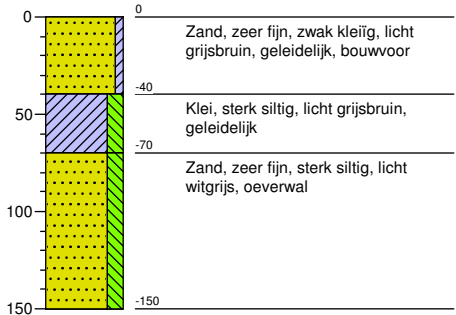 0
0
Zand, zeer fijn, zwak kleiïg, licht
grijsbruin, geleidelijk, bouwvoor
-40
50
Klei, sterk siltig, licht grijsbruin,
geleidelijk
-70
Zand, zeer fijn, sterk siltig, licht
witgrijs, oeverwal
100
150
-150